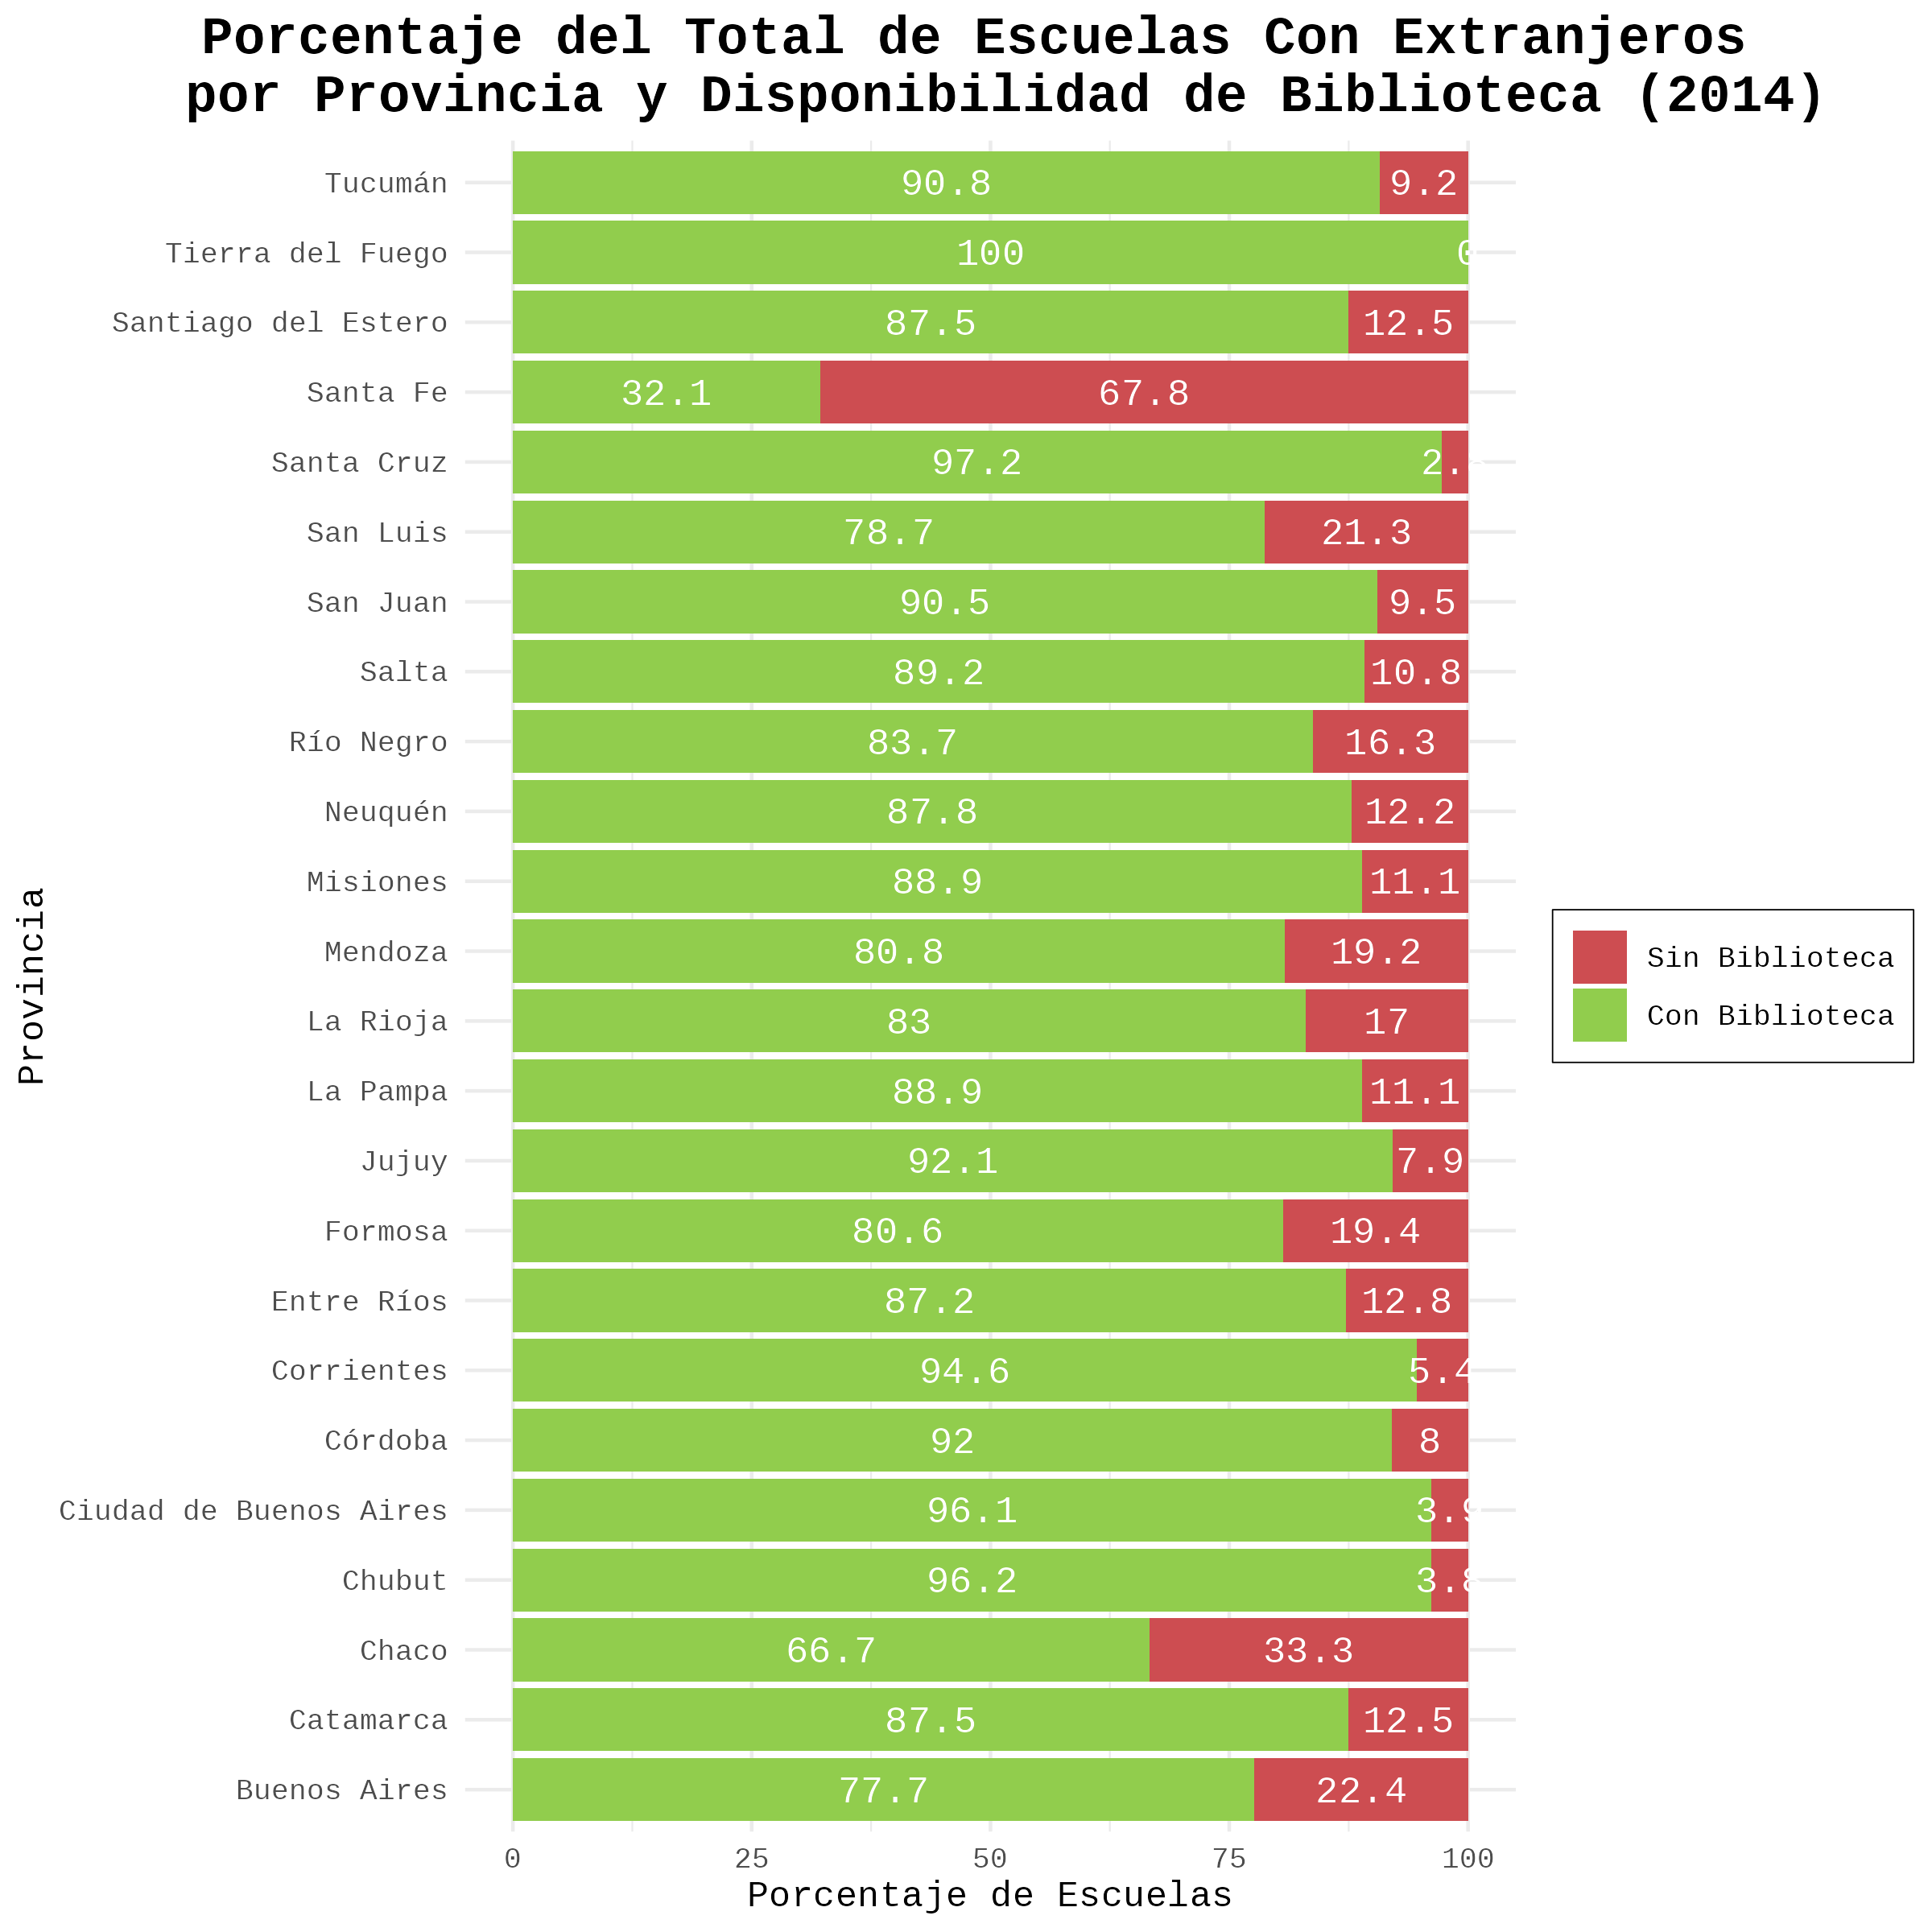 Porcentaje del Total de Escuelas Con Extranjeros
por Provincia y Disponibilidad de Biblioteca (2014)
Tucumán 90.8 9.2
Tierra del Fuego 100 0
Santiago del Estero 87.5 12.5
Santa Fe 32.1 67.8
Santa Cruz 97.2
San Luis 78.7 21.3
San Juan 90.5 9.5
Salta 89.2 10.8
Río Negro 83.7 16.3
Neuquén 87.8 12.2
Misiones 88.9 11.1
Mendoza 80.8 19.2
La Rioja 83 17
La Pampa 88.9 11.1
Jujuy 92.1 7.9
Formosa 80.6 19.4
Entre Ríos 87.2 12.8
Corrientes 94.6 5.4
Córdoba 92 8
Ciudad de Buenos Aires 96.1 3.9
Chubut 96.2 3.8
Chaco 66.7 33.3
Catamarca 87.5 12.5
Buenos Aires 77.7 22.4
0 25 50 75 100
Porcentaje de Escuelas
Provincia
Sin Biblioteca
Con Biblioteca